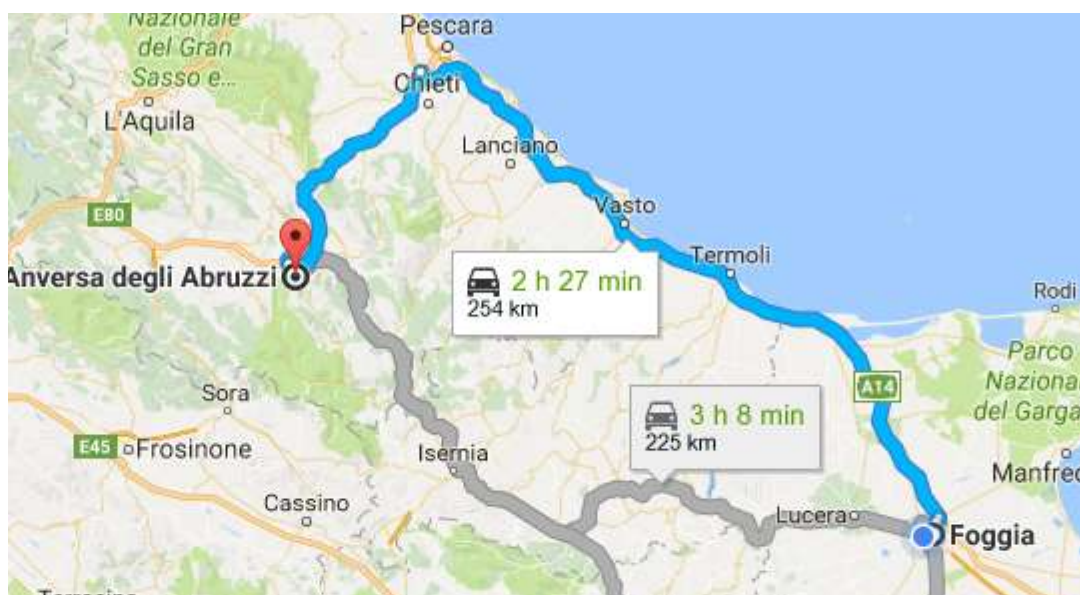 Nazionale
del Gran
Sasso e...
Pescara
Chieti
L'Aquila
Lanciano
E80
Vasto
Anversa degli Abruzzi
2 h 27 min
254 km
Termoli
Rodi
Parco
Naziona
del Garga
A14
Sora
3 h 8 min
225 km
E45
Frosinone
Isernia
Manfred
Cassino
Lucera
Foggia